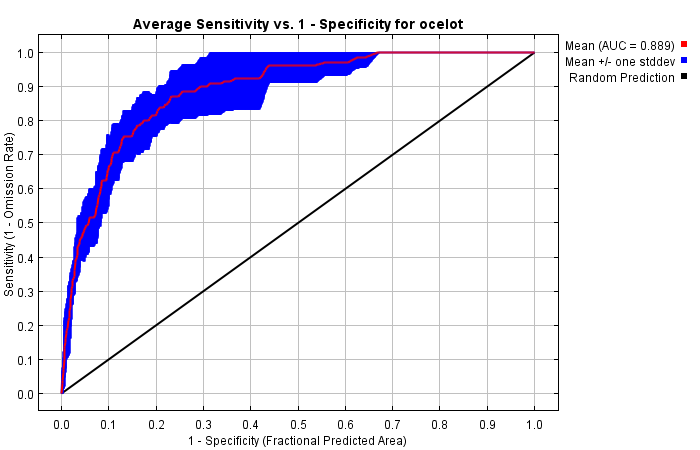 Average Sensitivity vs. 1 - Specificity for ocelot
Mean (AUC = 0.889)
Mean +/- one stddev
Random Prediction
Sensitivity (1 - Omission Rate)
1.0
0.9
0.8
0.7
0.6
0.5
0.4
0.3
0.2
0.1
0.0
0.0 0.1 0.2 0.3 0.4 0.5 0.6 0.7 0.8 0.9 1.0
1 - Specificity (Fractional Predicted Area)